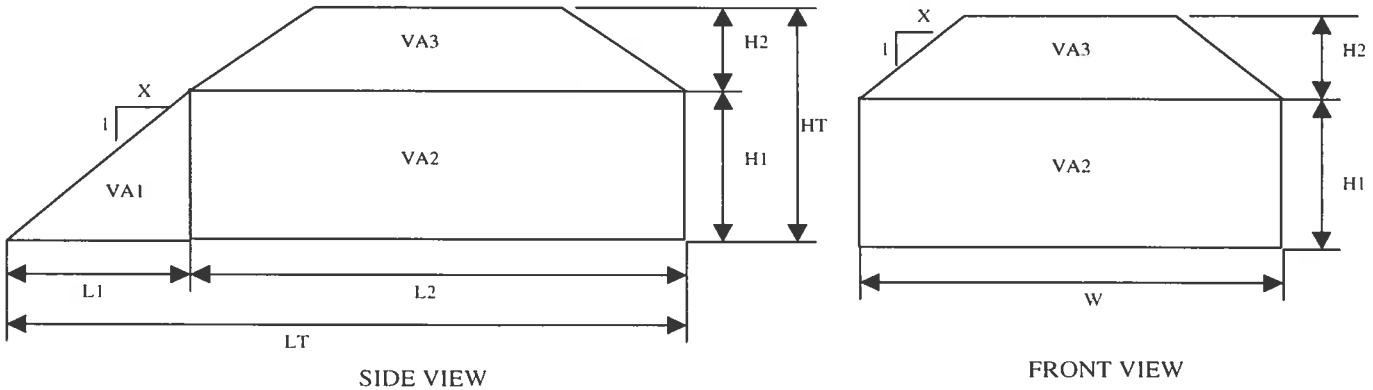 VA3
X
1
VA1
VA2
H2
H1
HT
L1
L2
LT
SIDE VIEW
X
1
VA3
VA2
H2
H1
W
FRONT VIEW